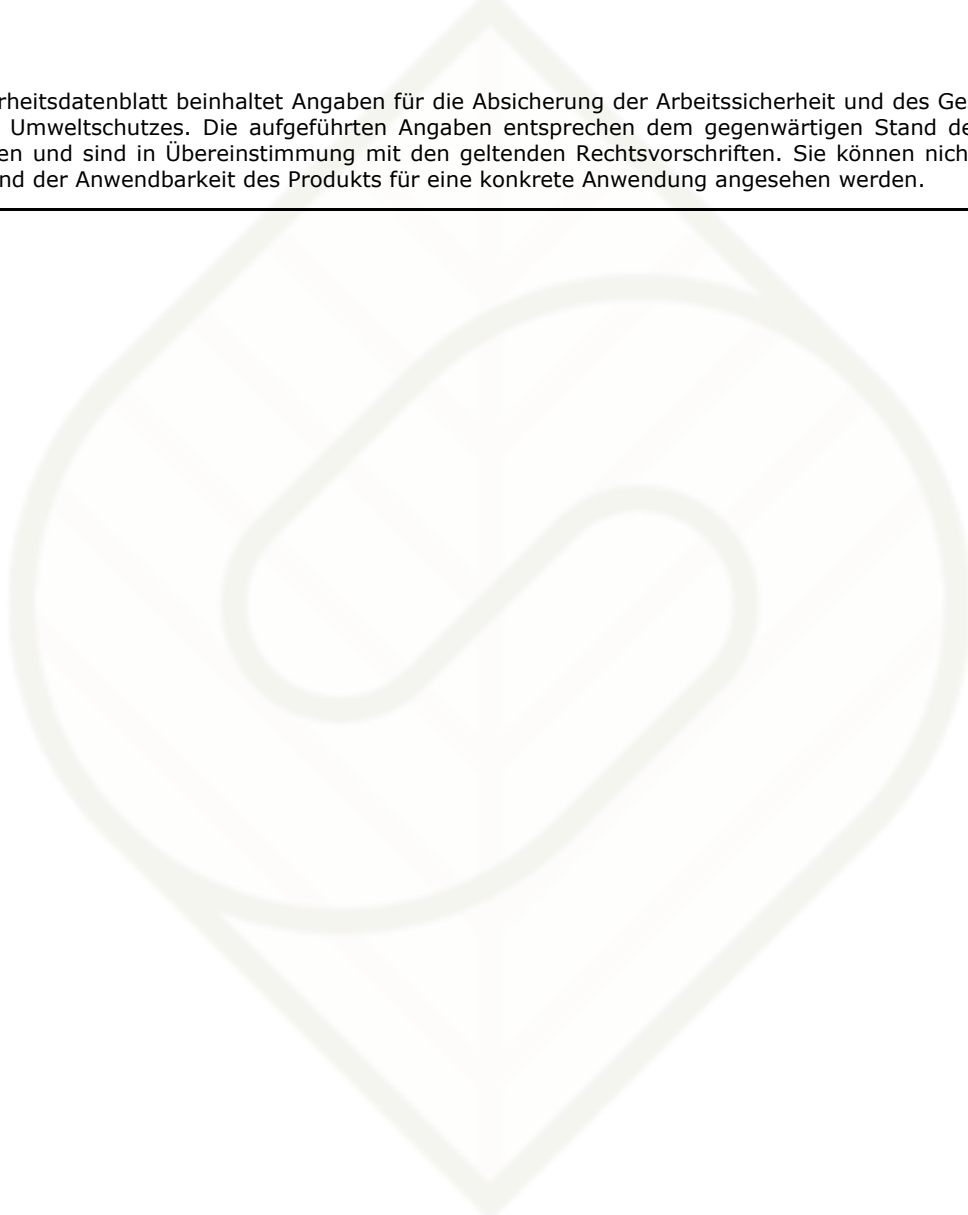 rheitsdatenblatt beinhaltet Angaben für die Absicherung der Arbeitssicherheit und des Ge
Umweltschutzes. Die aufgeführten Angaben entsprechen dem gegenwärtigen Stand de
en und sind in Übereinstimmung mit den geltenden Rechtsvorschriften. Sie können nich
nd der Anwendbarkeit des Produkts für eine konkrete Anwendung angesehen werden.